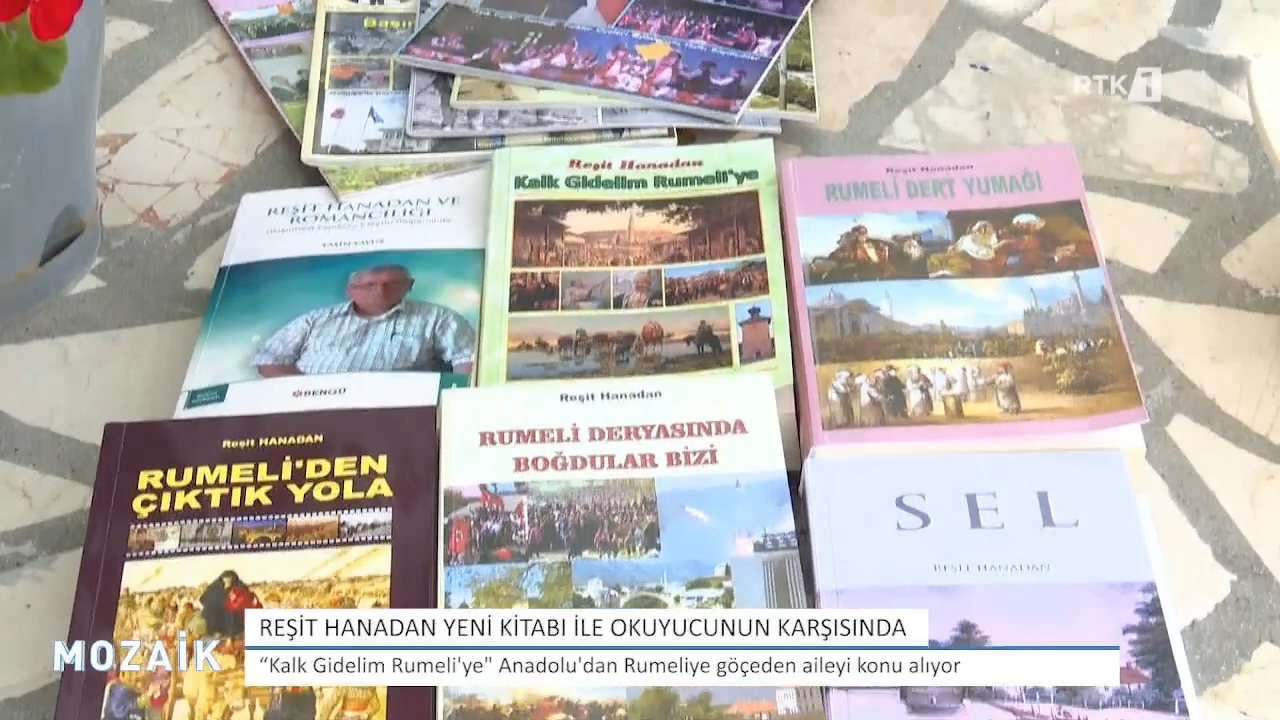 RTK 1
Reşit Hanadan
Kalk Gidelim Rumeli'ye
Reşit Hanadan
RUMELİ DERT YUMAĞI
REŞİT HANADAN VE
ROMANCILIĞI
BENGÜ
Reşit HANADAN
RUMELİ'DEN
ÇIKTIK YOLA
Reşit Hanadan
RUMELİ DERYASINDA
BOĞDULAR BİZİ
SEL
REŞİT HANADAN
MOZAİK
REŞİT HANADAN YENİ KİTABI İLE OKUYUCUNUN KARŞISINDA
“Kalk Gidelim Rumeli'ye" Anadolu'dan Rumeliye göçeden aileyi konu alıyor